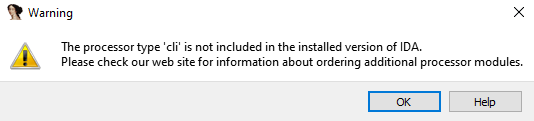 Warning
The processor type 'cli' is not included in the installed version of IDA.
Please check our web site for information about ordering additional processor modules.
OK
Help